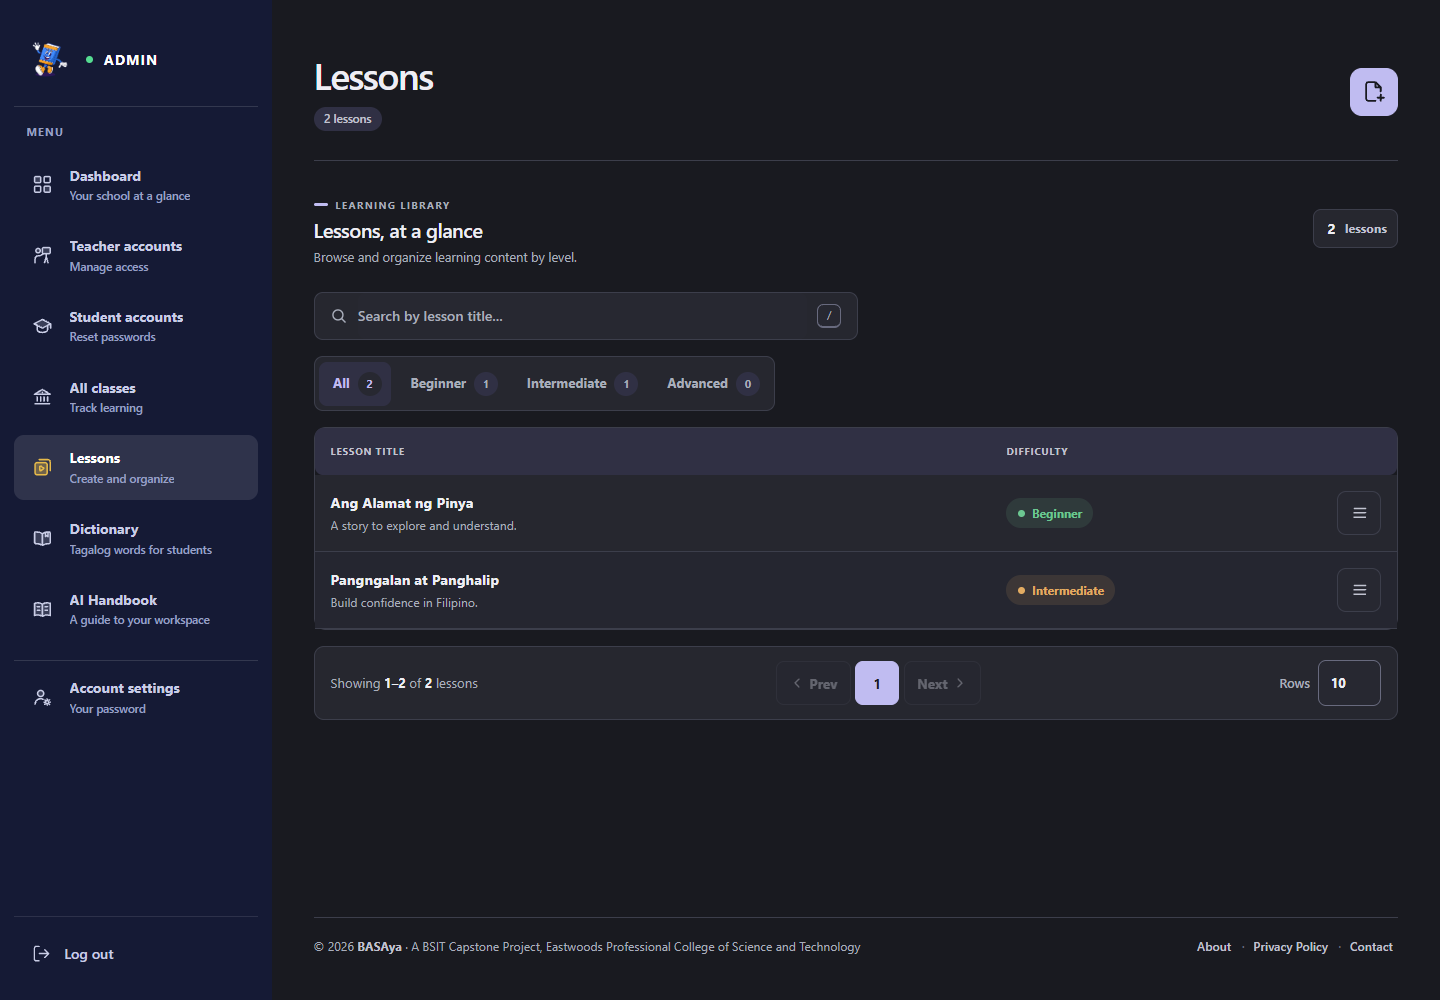 ADMIN
MENU
Dashboard
Your school at a glance
Teacher accounts
Manage access
Student accounts
Reset passwords
All classes
Track learning
Lessons
Create and organize
Dictionary
Tagalog words for students
AI Handbook
A guide to your workspace
Account settings
Your password
Log out
Lessons
2 lessons
LEARNING LIBRARY
Lessons, at a glance
Browse and organize learning content by level.
2 lessons
Search by lesson title... /
All 2 Beginner 1 Intermediate 1 Advanced 0
LESSON TITLE DIFFICULTY
Ang Alamat ng Pinya
A story to explore and understand.
Beginner
Pangngalan at Panghalip
Build confidence in Filipino.
Intermediate
Showing 1–2 of 2 lessons Prev 1 Next Rows 10
© 2026 BASAya · A BSIT Capstone Project, Eastwoods Professional College of Science and Technology About · Privacy Policy · Contact